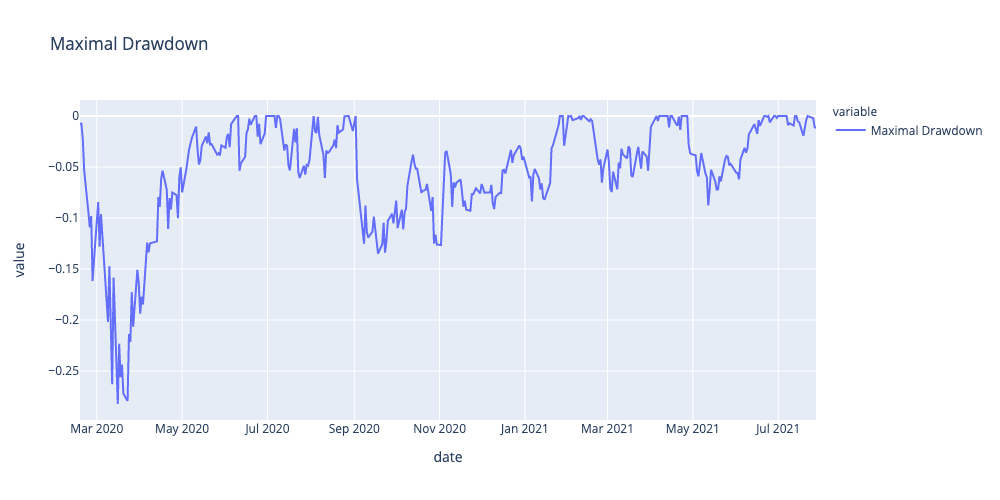 Maximal Drawdown
variable
Maximal Drawdown
value
0
−0.05
−0.1
−0.15
−0.2
−0.25
Mar 2020
May 2020
Jul 2020
Sep 2020
Nov 2020
Jan 2021
Mar 2021
May 2021
Jul 2021
date